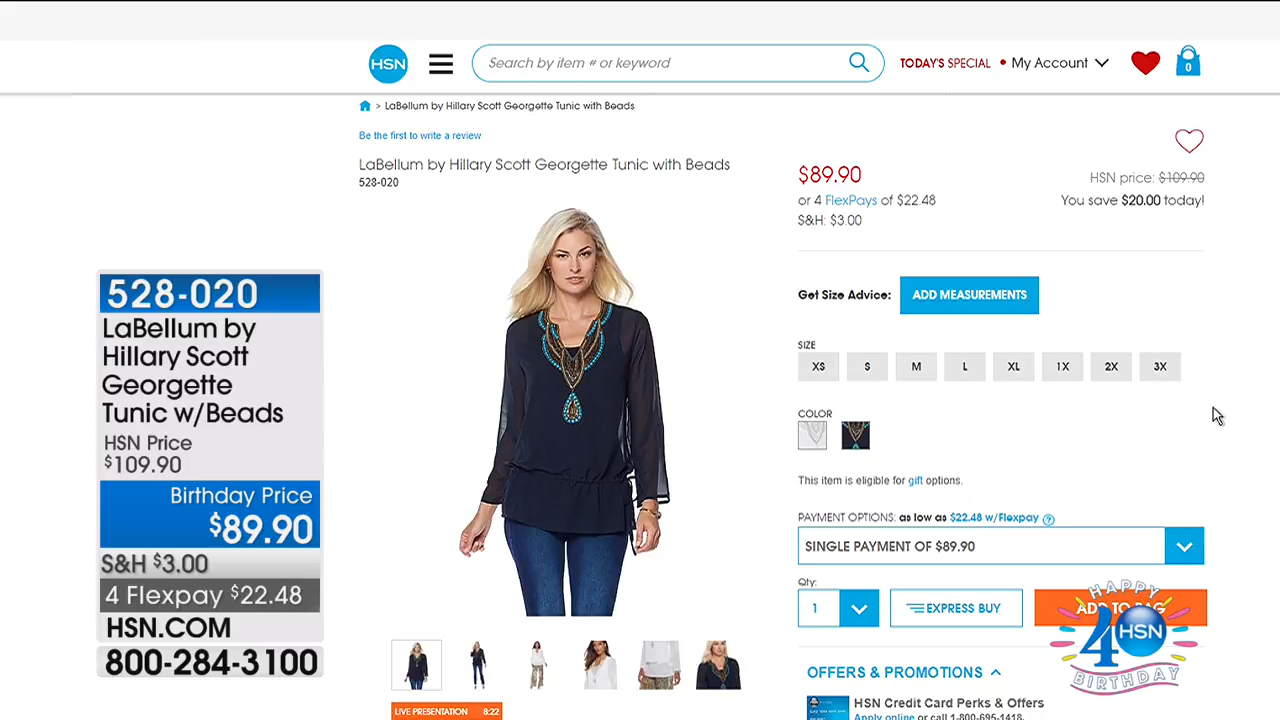 HSN
Search by item # or keyword
TODAY'S SPECIAL
My Account
0
> LaBellum by Hillary Scott Georgette Tunic with Beads
Be the first to write a review
LaBellum by Hillary Scott Georgette Tunic with Beads
528-020
$89.90
HSN price: $109.90
or 4 FlexPays of $22.48
You save $20.00 today!
S&H: $3.00
Get Size Advice:
ADD MEASUREMENTS
SIZE
XS S M L XL 1X 2X 3X
COLOR
This item is eligible for gift options.
PAYMENT OPTIONS: as low as $22.48 w/Flexpay ?
SINGLE PAYMENT OF $89.90
Qty:
1
EXPRESS BUY
ADD TO BAG
OFFERS & PROMOTIONS
HSN Credit Card Perks & Offers
Apply online or call 1-800-695-1418.
LIVE PRESENTATION 8:22
528-020
LaBellum by
Hillary Scott
Georgette
Tunic w/Beads
HSN Price
$109.90
Birthday Price
$89.90
S&H $3.00
4 Flexpay $22.48
HSN.COM
800-284-3100
HAPPY
40 HSN
BIRTHDAY